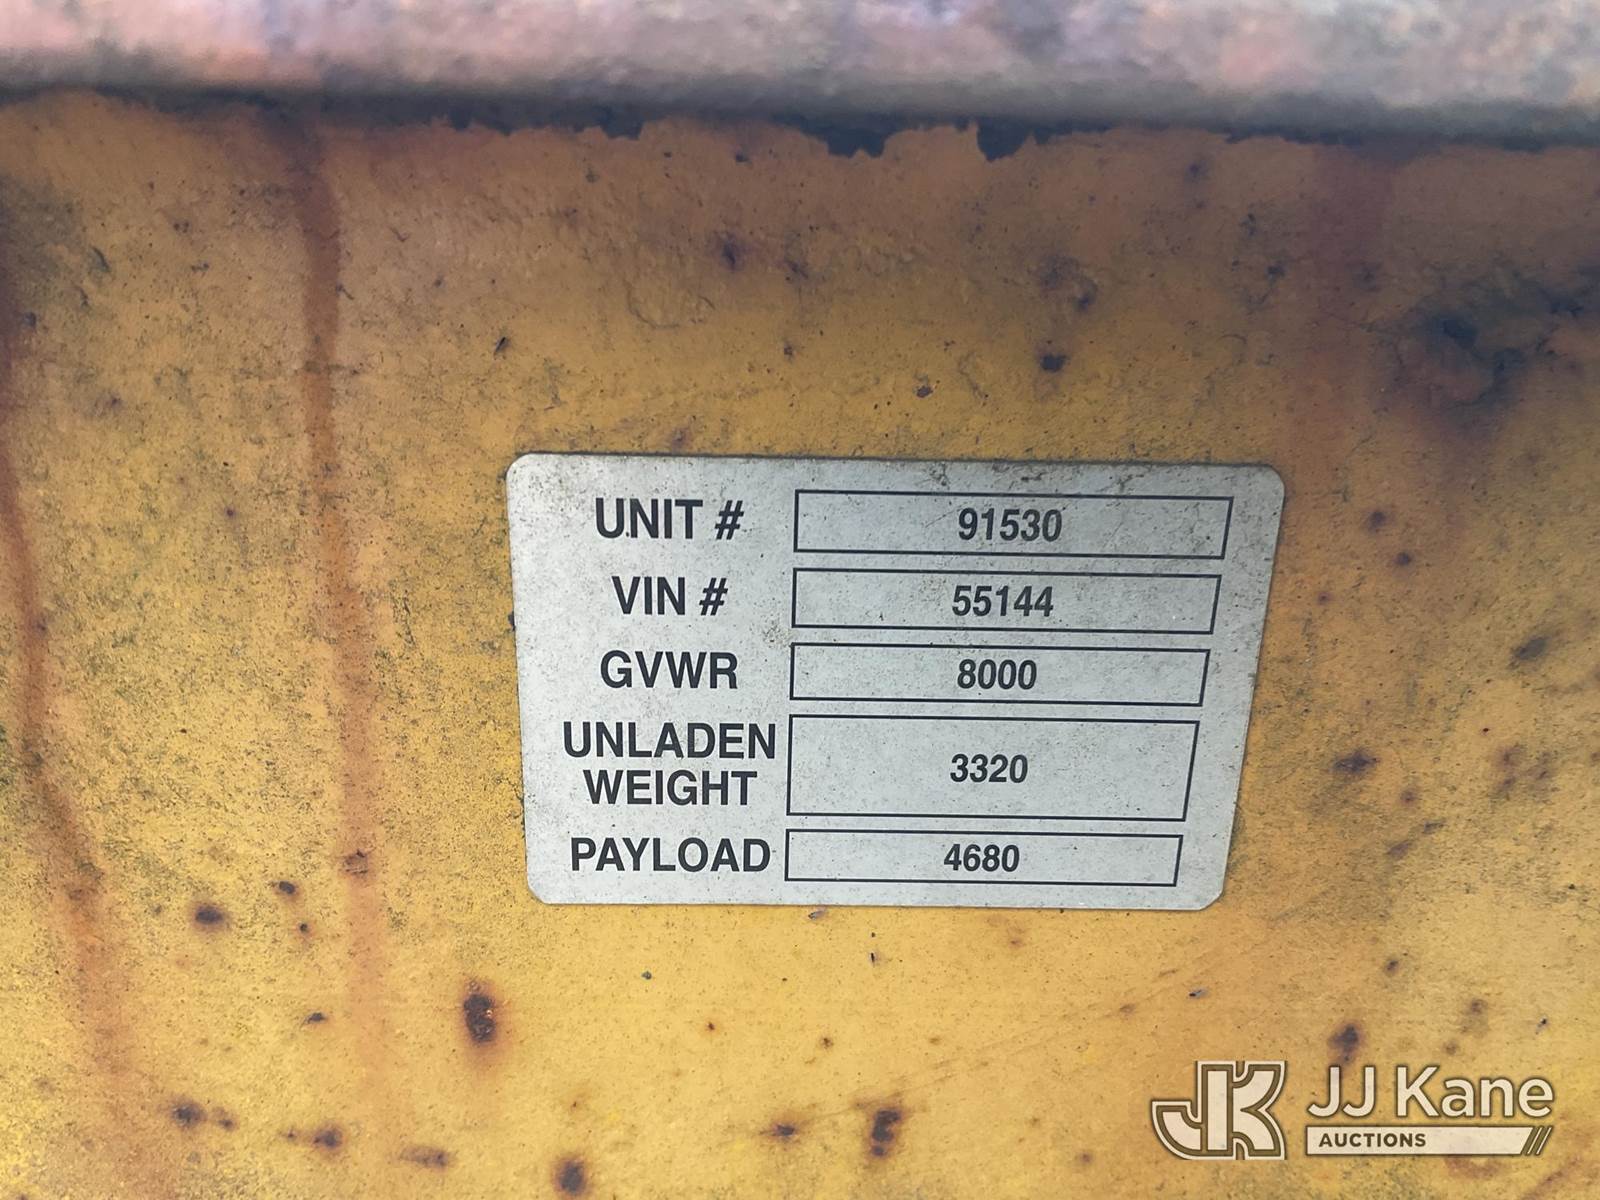 UNIT # 91530
VIN # 55144
GVWR 8000
UNLADEN
WEIGHT 3320
PAYLOAD 4680
JK JJ Kane
AUCTIONS